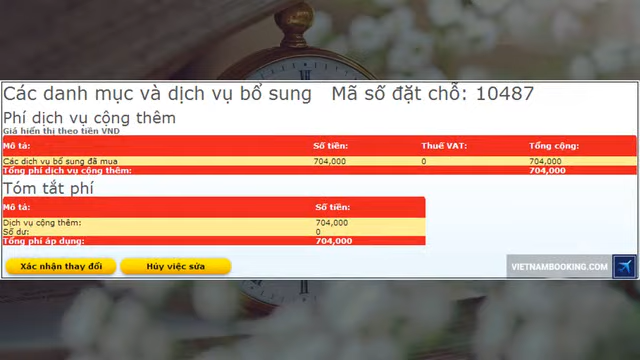 Các danh mục và dịch vụ bổ sung Mã số đặt chỗ: 10487
Phí dịch vụ cộng thêm
Giá hiển thị theo tiền VND
Mô tả: Số tiền: Thuế VAT: Tổng cộng:
Các dịch vụ bổ sung đã mua 704,000 0 704,000
Tổng phí dịch vụ cộng thêm: 704,000
Tóm tắt phí
Mô tả: Số tiền:
Dịch vụ cộng thêm: 704,000
Số dư: 0
Tổng phí áp dụng: 704,000
Xác nhận thay đổi Hủy việc sửa
VIETNAMBOOKING.COM